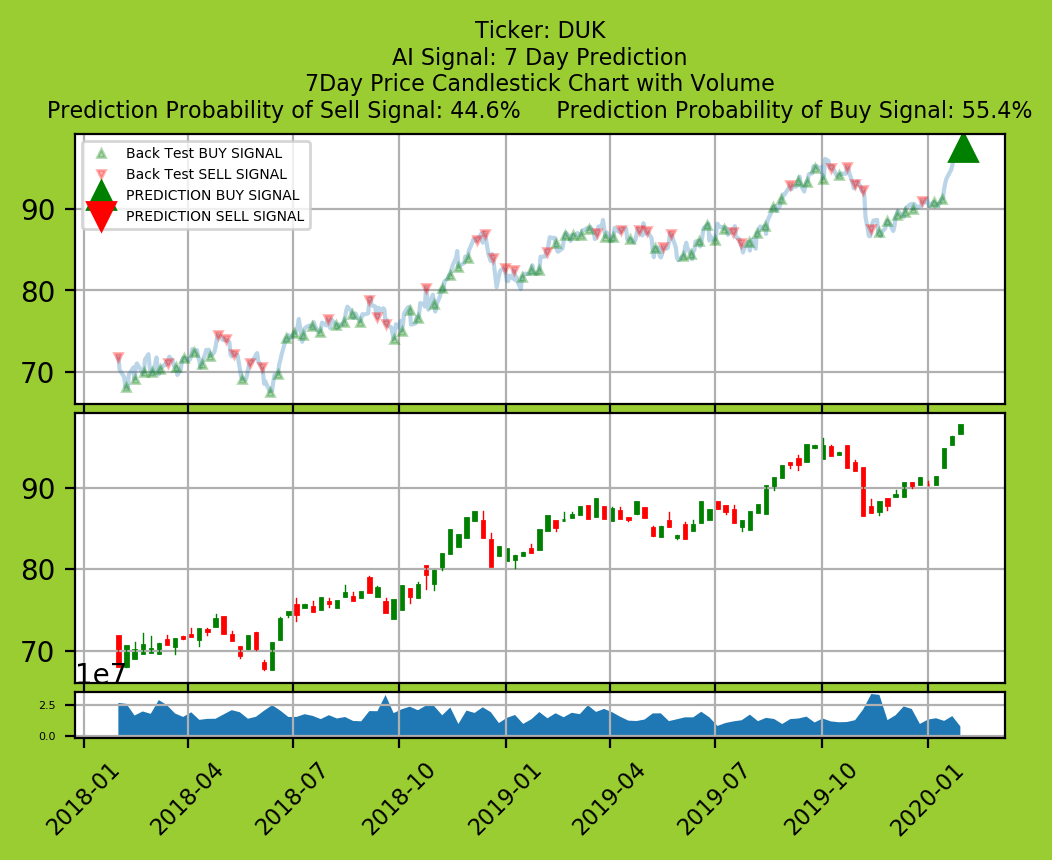 Ticker: DUK
AI Signal: 7 Day Prediction
7Day Price Candlestick Chart with Volume
Prediction Probability of Sell Signal: 44.6%     Prediction Probability of Buy Signal: 55.4%
Back Test BUY SIGNAL
Back Test SELL SIGNAL
PREDICTION BUY SIGNAL
PREDICTION SELL SIGNAL
90
80
70
90
80
70
1e7
2.5
0.0
2018-01
2018-04
2018-07
2018-10
2019-01
2019-04
2019-07
2019-10
2020-01